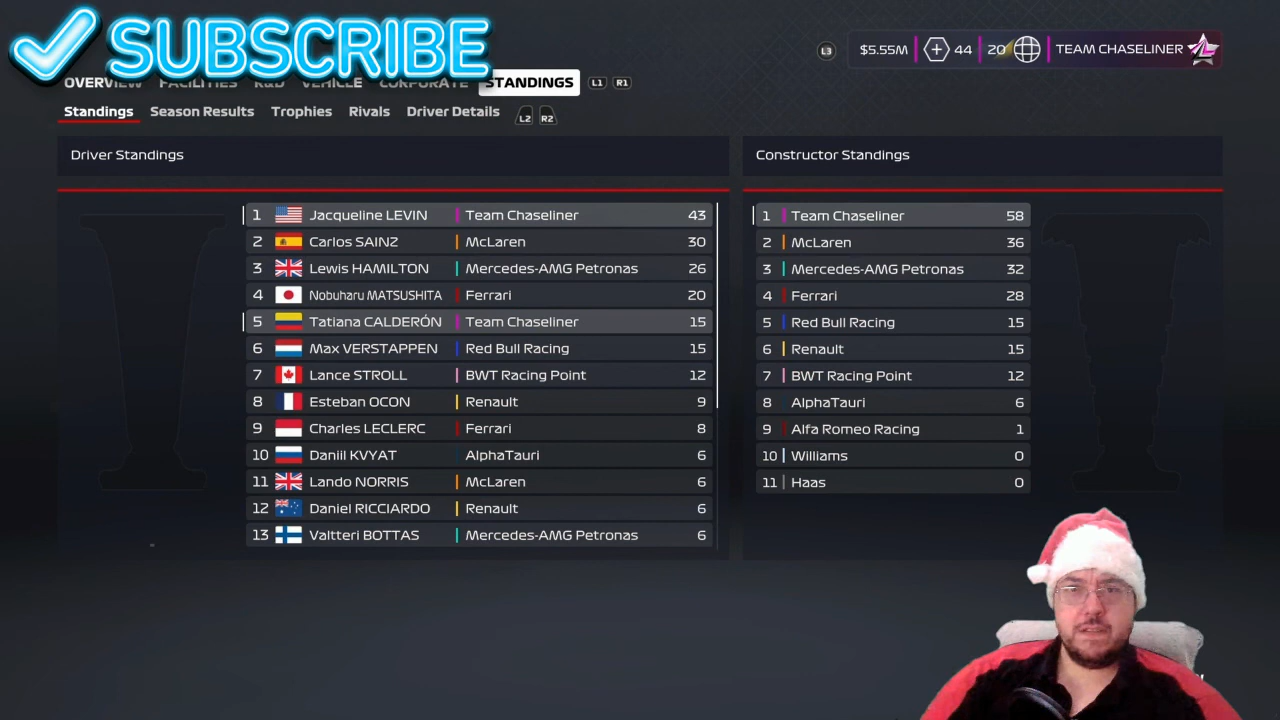 SUBSCRIBE
L3 $5.55M 44 20 TEAM CHASELINER
OVERVIEW FACILITIES R&D VEHICLE CORPORATE STANDINGS L1 R1
Standings Season Results Trophies Rivals Driver Details L2 R2
Driver Standings
1 Jacqueline LEVIN Team Chaseliner 43
2 Carlos SAINZ McLaren 30
3 Lewis HAMILTON Mercedes-AMG Petronas 26
4 Nobuharu MATSUSHITA Ferrari 20
5 Tatiana CALDERÓN Team Chaseliner 15
6 Max VERSTAPPEN Red Bull Racing 15
7 Lance STROLL BWT Racing Point 12
8 Esteban OCON Renault 9
9 Charles LECLERC Ferrari 8
10 Daniil KVYAT AlphaTauri 6
11 Lando NORRIS McLaren 6
12 Daniel RICCIARDO Renault 6
13 Valtteri BOTTAS Mercedes-AMG Petronas 6
Constructor Standings
1 Team Chaseliner 58
2 McLaren 36
3 Mercedes-AMG Petronas 32
4 Ferrari 28
5 Red Bull Racing 15
6 Renault 15
7 BWT Racing Point 12
8 AlphaTauri 6
9 Alfa Romeo Racing 1
10 Williams 0
11 Haas 0